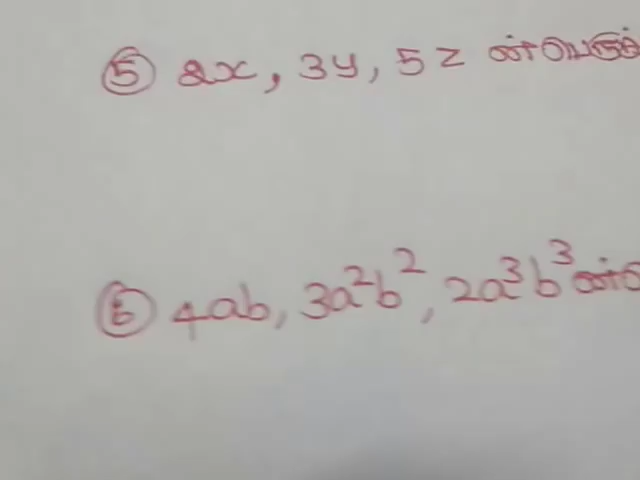 ⑤ 2x, 3y, 5z ன் பெருக்
⑥ 4ab, 3a²b², 2a³b³ ன்